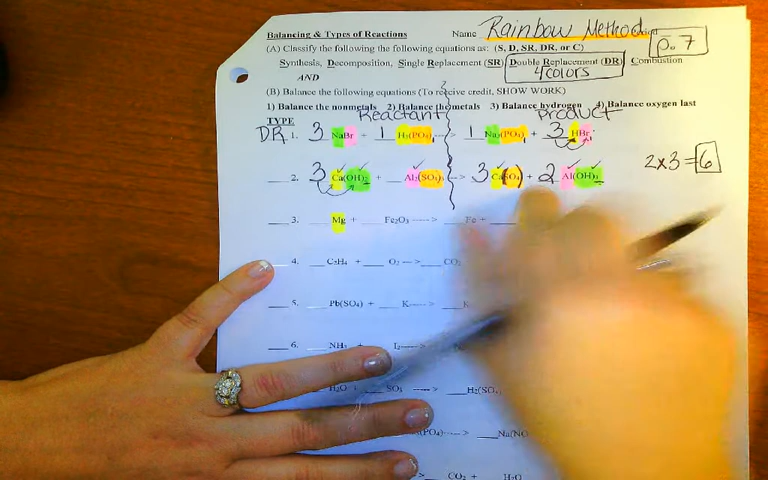 Balancing & Types of Reactions Name Rainbow Method
p. 7
(A) Classify the following the following equations as: (S, D, SR, DR, or C)
Synthesis, Decomposition, Single Replacement (SR) Double Replacement (DR) Combustion
4 colors
AND
(B) Balance the following equations (To receive credit, SHOW WORK)
1) Balance the nonmetals 2) Balance the metals 3) Balance hydrogen 4) Balance oxygen last
Reactant Product
TYPE
DR 1. 3 NaBr + 1 H₃(PO₄) > 1 Na₃(PO₄) + 3 HBr
2. 3 Ca(OH)₂ + Al₂(SO₄)₃ > 3 Ca(SO₄) + 2 Al(OH)₃
2x3=6
3. Mg + Fe₂O₃ ----> Fe +
4. C₂H₄ + O₂ ---> CO₂
5. Pb(SO₄) + K---->
6. NH₃ + I₂---->
H₂O + SO₃ ----> H₂(SO
(PO₄)----> Na(NO
> CO₂ + H₂O